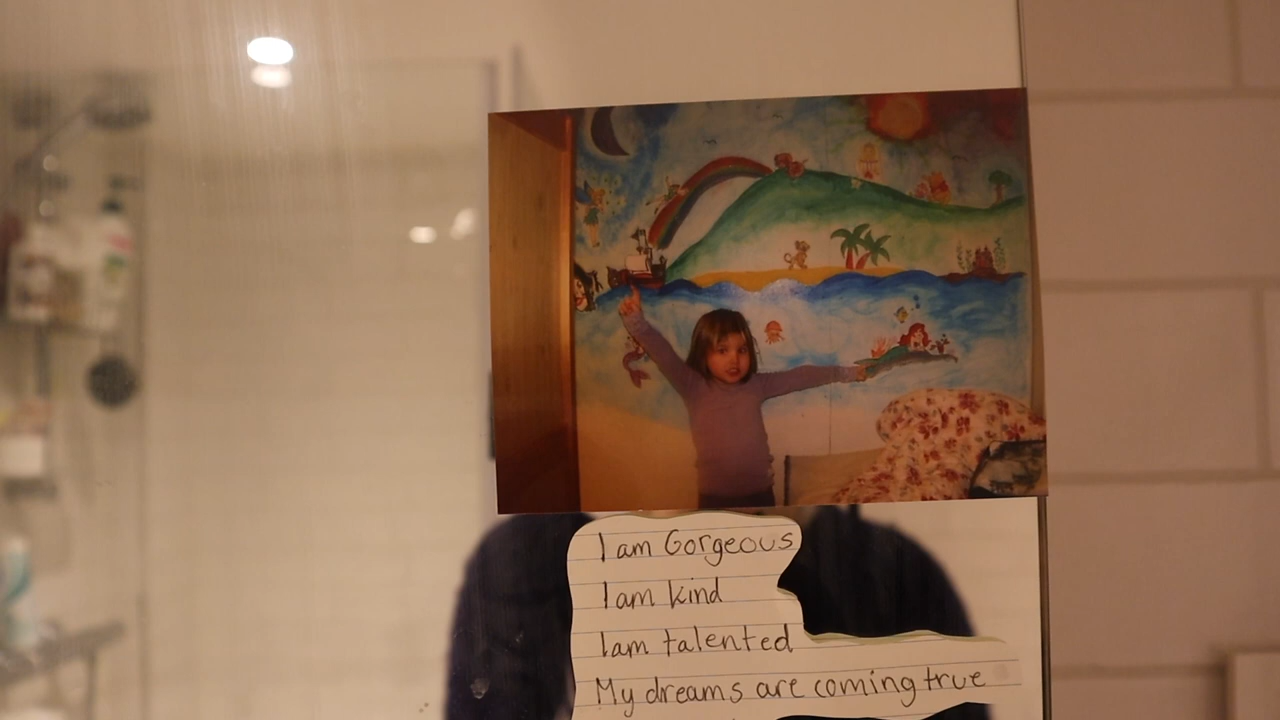 I am Gorgeous
I am kind
I am talented
My dreams are coming true